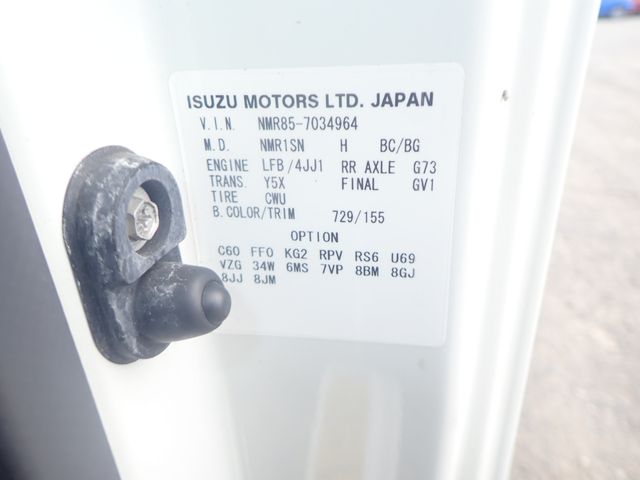 ISUZU MOTORS LTD. JAPAN
V.I.N. NMR85-7034964
M.D. NMR1SN H BC/BG
ENGINE LFB/4JJ1 RR AXLE G73
TRANS. Y5X FINAL GV1
TIRE CWU
B.COLOR/TRIM 729/155
OPTION
C60 FF0 KG2 RPV RS6 U69
VZG 34W 6MS 7VP 8BM 8GJ
8JJ 8JM